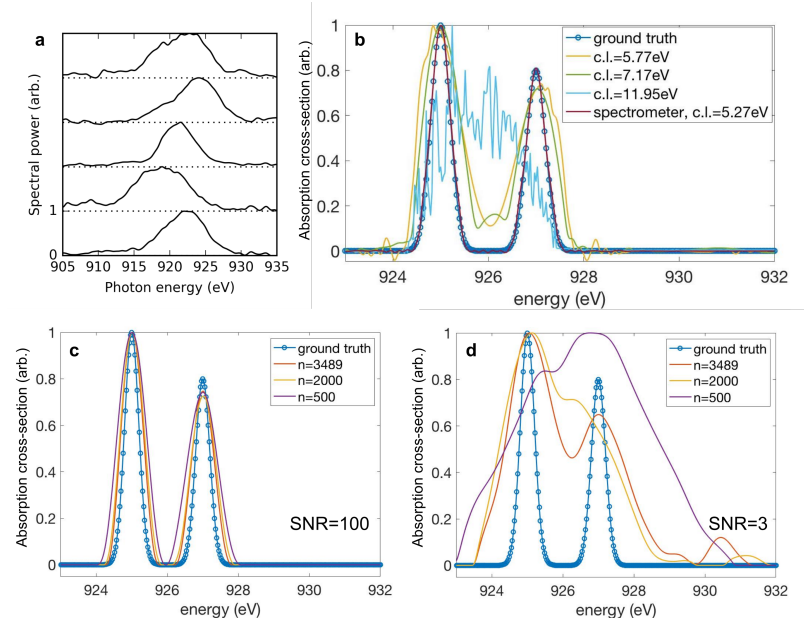 a
Spectral power (arb.)
1
0
905 910 915 920 925 930 935
Photon energy (eV)
b
Absorption cross-section (arb.)
1
0.8
0.6
0.4
0.2
0
924 926 928 930 932
energy (eV)
ground truth
c.l.=5.77eV
c.l.=7.17eV
c.l.=11.95eV
spectrometer, c.l.=5.27eV
c
Absorption cross-section (arb.)
1
0.8
0.6
0.4
0.2
0
924 926 928 930 932
energy (eV)
ground truth
n=3489
n=2000
n=500
SNR=100
d
Absorption cross-section (arb.)
1
0.8
0.6
0.4
0.2
0
924 926 928 930 932
energy (eV)
ground truth
n=3489
n=2000
n=500
SNR=3